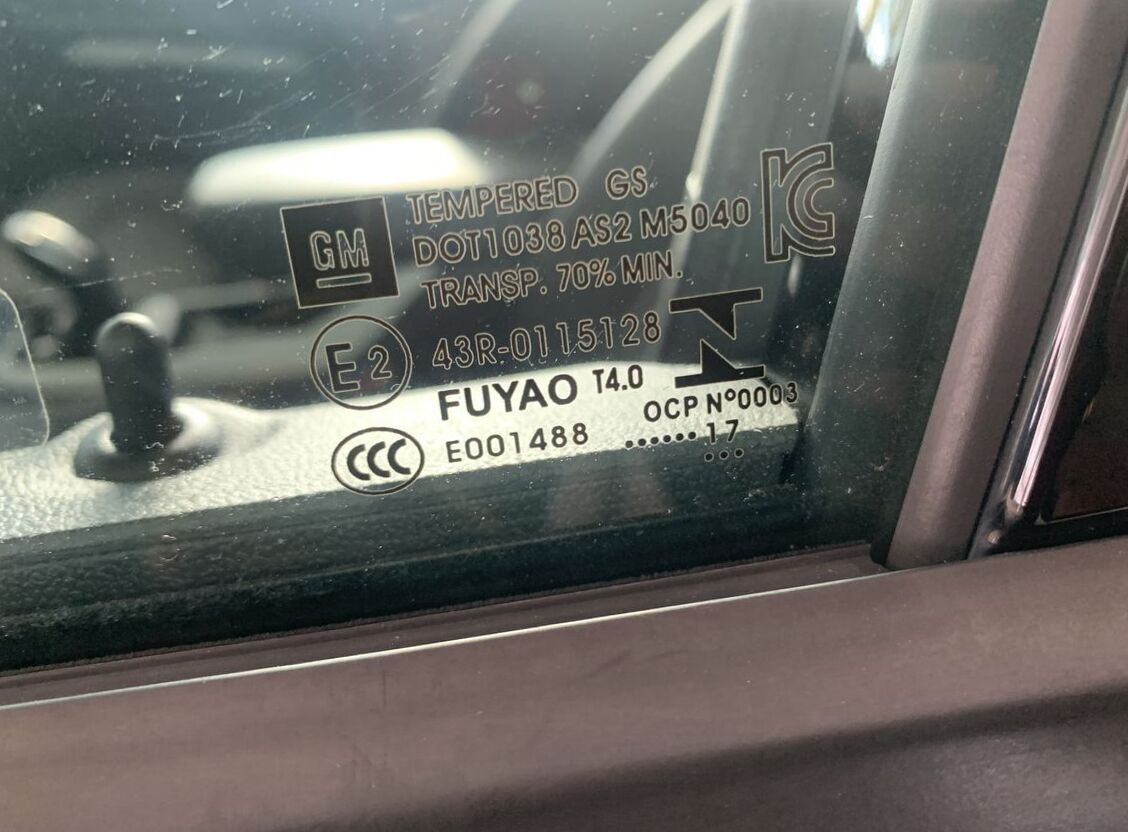 GM
TEMPERED GS
DOT1038 AS2 M5040
TRANSP. 70% MIN.
KC
E2 43R-0115128
FUYAO T4.0
OCP N°0003
CCC E001488
•••••• 17
•••